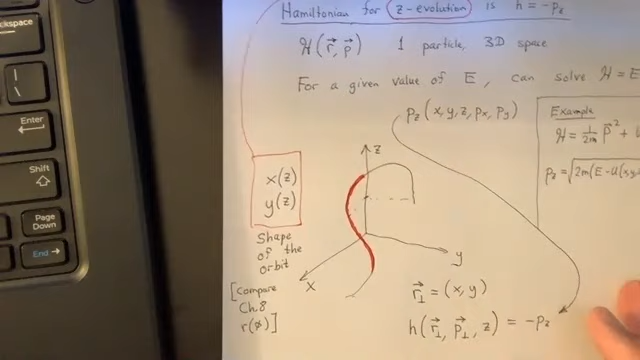 Hamiltonian for z-evolution is h = -pz
H(r⃗, p⃗) 1 particle, 3D space
For a given value of E, can solve H = E
pz(x, y, z, px, py)
Example
H = 1/2m p⃗² +
pz = √2m(E-U(x,y,
x(z)
y(z)
Shape
of the
orbit
[Compare
Ch.8
r(ø)]
z
y
x
r⃗⊥ = (x, y)
h(r⃗⊥, p⃗⊥, z) = -pz
\
Enter
Shift
Page
Down
End